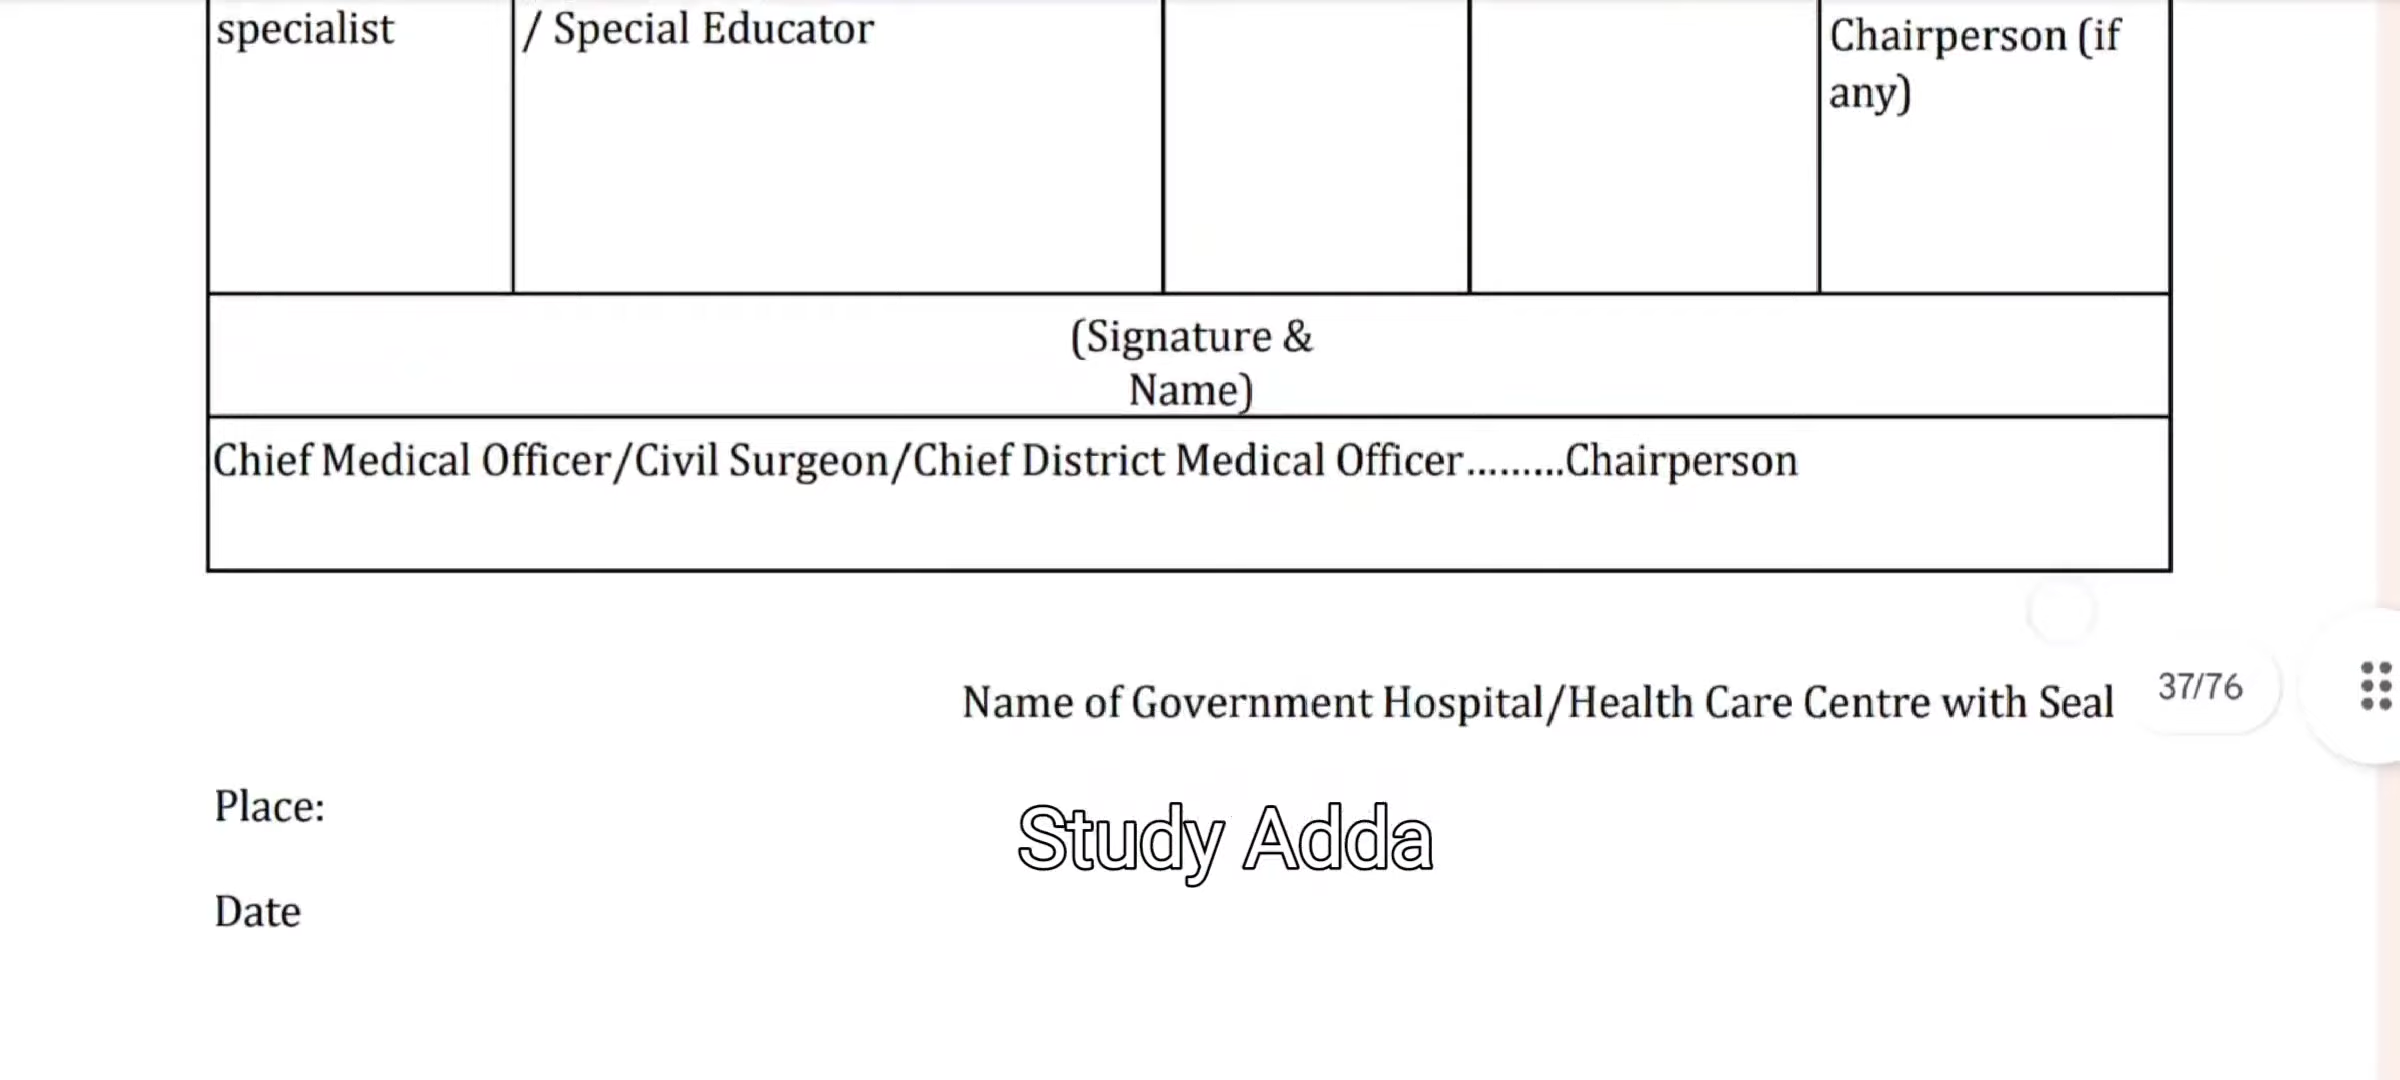 specialist
/ Special Educator
Chairperson (if
any)
(Signature &
Name)
Chief Medical Officer/Civil Surgeon/Chief District Medical Officer.........Chairperson
Name of Government Hospital/Health Care Centre with Seal
37/76
Place:
Study Adda
Date